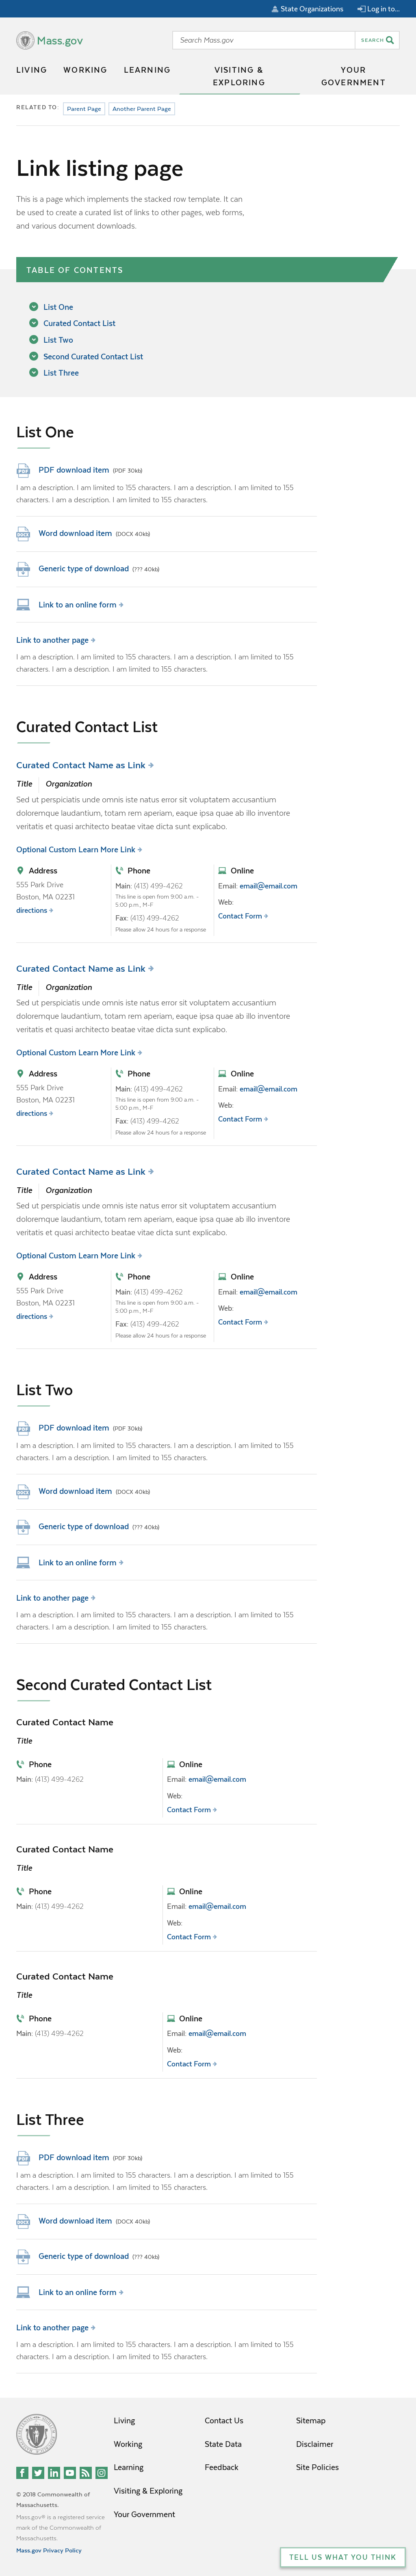 State Organizations
Log in to...
Mass.gov
Search Mass.gov
SEARCH
LIVING
WORKING
LEARNING
VISITING &
EXPLORING
YOUR
GOVERNMENT
RELATED TO:
Parent Page
Another Parent Page
Link listing page
This is a page which implements the stacked row template. It can
be used to create a curated list of links to other pages, web forms,
and various document downloads.
TABLE OF CONTENTS
List One
Curated Contact List
List Two
Second Curated Contact List
List Three
List One
PDF download item (PDF 30kb)
I am a description. I am limited to 155 characters. I am a description. I am limited to 155
characters. I am a description. I am limited to 155 characters.
Word download item (DOCX 40kb)
Generic type of download (??? 40kb)
Link to an online form
Link to another page
I am a description. I am limited to 155 characters. I am a description. I am limited to 155
characters. I am a description. I am limited to 155 characters.
Curated Contact List
Curated Contact Name as Link
Title Organization
Sed ut perspiciatis unde omnis iste natus error sit voluptatem accusantium
doloremque laudantium, totam rem aperiam, eaque ipsa quae ab illo inventore
veritatis et quasi architecto beatae vitae dicta sunt explicabo.
Optional Custom Learn More Link
Address
555 Park Drive
Boston, MA 02231
directions
Phone
Main: (413) 499-4262
This line is open from 9:00 a.m. –
5:00 p.m., M-F
Fax: (413) 499-4262
Please allow 24 hours for a response
Online
Email: email@email.com
Web:
Contact Form
Curated Contact Name as Link
Title Organization
Sed ut perspiciatis unde omnis iste natus error sit voluptatem accusantium
doloremque laudantium, totam rem aperiam, eaque ipsa quae ab illo inventore
veritatis et quasi architecto beatae vitae dicta sunt explicabo.
Optional Custom Learn More Link
Address
555 Park Drive
Boston, MA 02231
directions
Phone
Main: (413) 499-4262
This line is open from 9:00 a.m. –
5:00 p.m., M-F
Fax: (413) 499-4262
Please allow 24 hours for a response
Online
Email: email@email.com
Web:
Contact Form
Curated Contact Name as Link
Title Organization
Sed ut perspiciatis unde omnis iste natus error sit voluptatem accusantium
doloremque laudantium, totam rem aperiam, eaque ipsa quae ab illo inventore
veritatis et quasi architecto beatae vitae dicta sunt explicabo.
Optional Custom Learn More Link
Address
555 Park Drive
Boston, MA 02231
directions
Phone
Main: (413) 499-4262
This line is open from 9:00 a.m. –
5:00 p.m., M-F
Fax: (413) 499-4262
Please allow 24 hours for a response
Online
Email: email@email.com
Web:
Contact Form
List Two
PDF download item (PDF 30kb)
I am a description. I am limited to 155 characters. I am a description. I am limited to 155
characters. I am a description. I am limited to 155 characters.
Word download item (DOCX 40kb)
Generic type of download (??? 40kb)
Link to an online form
Link to another page
I am a description. I am limited to 155 characters. I am a description. I am limited to 155
characters. I am a description. I am limited to 155 characters.
Second Curated Contact List
Curated Contact Name
Title
Phone
Main: (413) 499-4262
Online
Email: email@email.com
Web:
Contact Form
Curated Contact Name
Title
Phone
Main: (413) 499-4262
Online
Email: email@email.com
Web:
Contact Form
Curated Contact Name
Title
Phone
Main: (413) 499-4262
Online
Email: email@email.com
Web:
Contact Form
List Three
PDF download item (PDF 30kb)
I am a description. I am limited to 155 characters. I am a description. I am limited to 155
characters. I am a description. I am limited to 155 characters.
Word download item (DOCX 40kb)
Generic type of download (??? 40kb)
Link to an online form
Link to another page
I am a description. I am limited to 155 characters. I am a description. I am limited to 155
characters. I am a description. I am limited to 155 characters.
Living
Working
Learning
Visiting & Exploring
Your Government
Contact Us
State Data
Feedback
Sitemap
Disclaimer
Site Policies
© 2018 Commonwealth of
Massachusetts.
Mass.gov® is a registered service
mark of the Commonwealth of
Massachusetts.
Mass.gov Privacy Policy
TELL US WHAT YOU THINK